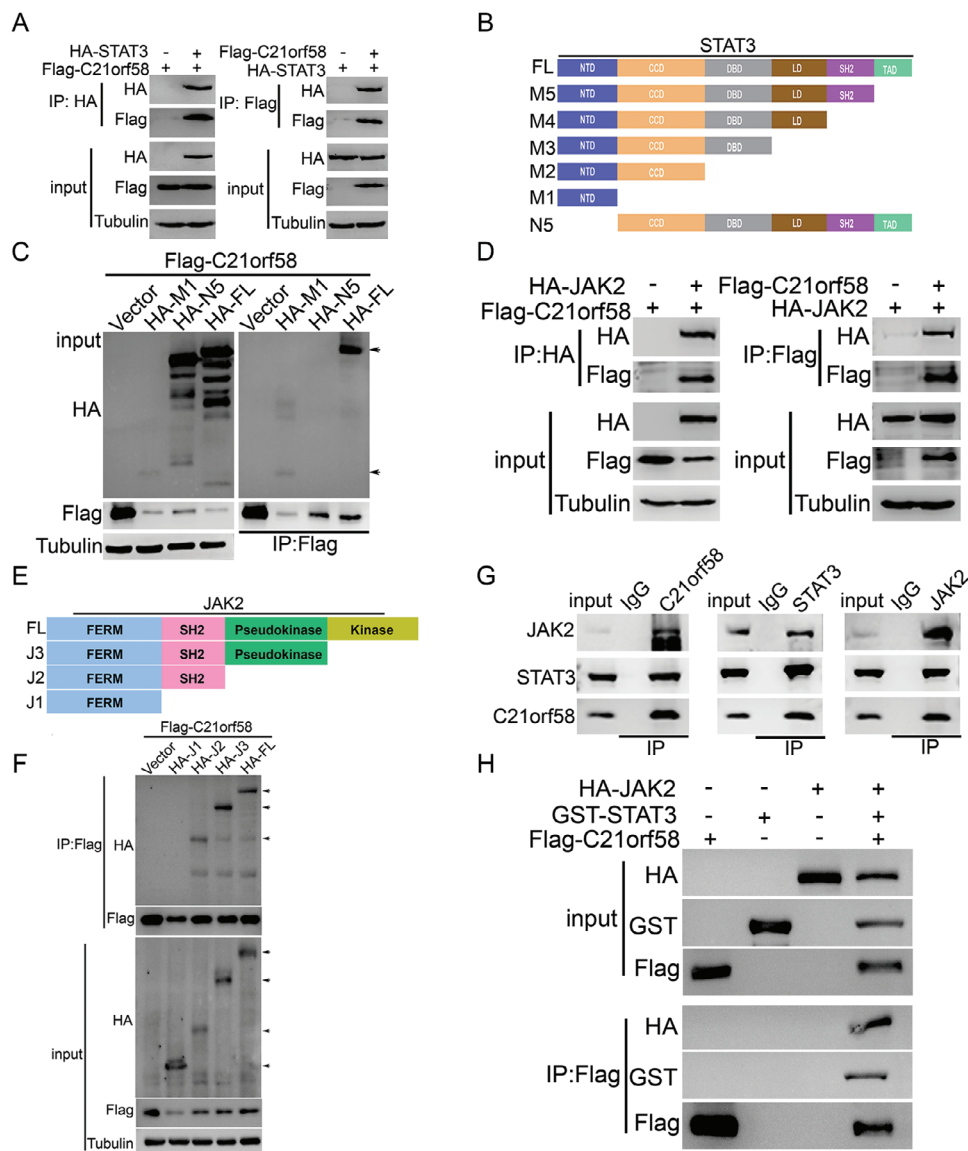 A
HA-STAT3 - +
Flag-C21orf58 + +
IP: HA
HA
Flag
input
HA
Flag
Tubulin
Flag-C21orf58 - +
HA-STAT3 + +
IP: Flag
HA
Flag
input
HA
Flag
Tubulin
B
STAT3
FL NTD CCD DBD LD SH2 TAD
M5 NTD CCD DBD LD SH2
M4 NTD CCD DBD LD
M3 NTD CCD DBD
M2 NTD CCD
M1 NTD
N5 CCD DBD LD SH2 TAD
C
Flag-C21orf58
Vector HA-M1 HA-N5 HA-FL Vector HA-M1 HA-N5 HA-FL
input
HA
Flag
Tubulin
IP:Flag
D
HA-JAK2 - +
Flag-C21orf58 + +
IP:HA
HA
Flag
input
HA
Flag
Tubulin
Flag-C21orf58 - +
HA-JAK2 + +
IP:Flag
HA
Flag
input
HA
Flag
Tubulin
E
JAK2
FL FERM SH2 Pseudokinase Kinase
J3 FERM SH2 Pseudokinase
J2 FERM SH2
J1 FERM
F
Flag-C21orf58
Vector HA-J1 HA-J2 HA-J3 HA-FL
IP:Flag
HA
Flag
input
HA
Flag
Tubulin
G
input IgG C21orf58 input IgG STAT3 input IgG JAK2
JAK2
STAT3
C21orf58
IP IP IP
H
HA-JAK2 - - + +
GST-STAT3 - + - +
Flag-C21orf58 + - - +
input
HA
GST
Flag
IP:Flag
HA
GST
Flag